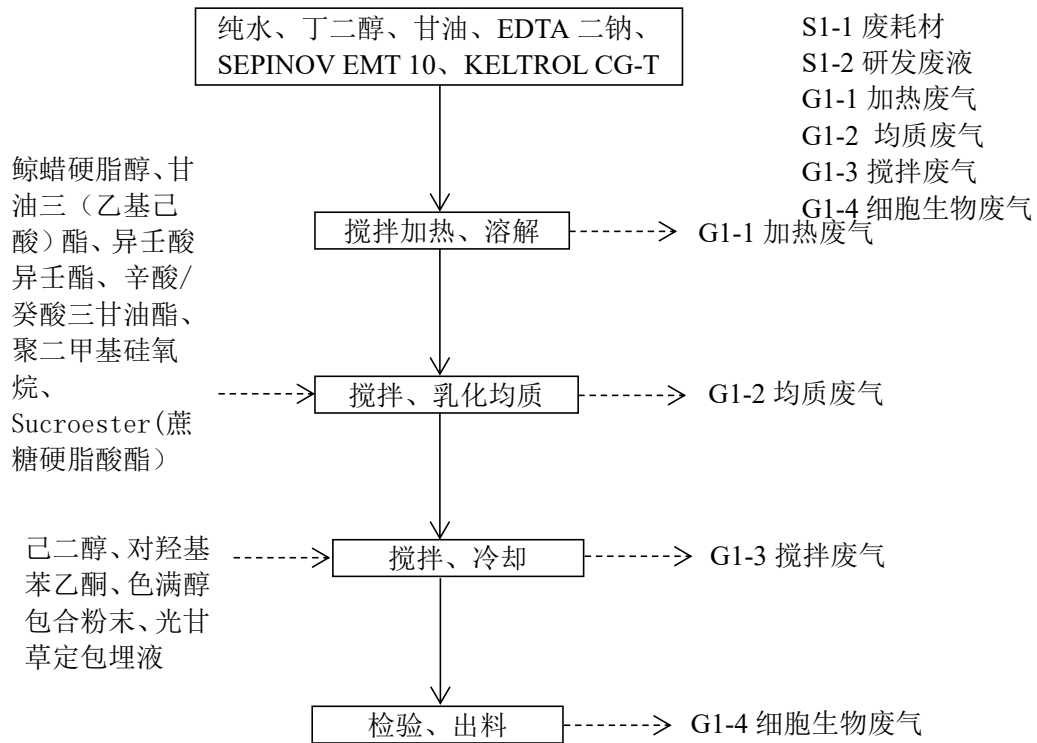 纯水、丁二醇、甘油、EDTA 二钠、
SEPINOV EMT 10、KELTROL CG-T
S1-1 废耗材
S1-2 研发废液
G1-1 加热废气
G1-2 均质废气
G1-3 搅拌废气
G1-4 细胞生物废气
搅拌加热、溶解
G1-1 加热废气
鲸蜡硬脂醇、甘
油三（乙基己
酸）酯、异壬酸
异壬酯、辛酸/
癸酸三甘油酯、
聚二甲基硅氧
烷、
Sucroester(蔗
糖硬脂酸酯）
搅拌、乳化均质
G1-2 均质废气
己二醇、对羟基
苯乙酮、色满醇
包合粉末、光甘
草定包埋液
搅拌、冷却
G1-3 搅拌废气
检验、出料
G1-4 细胞生物废气